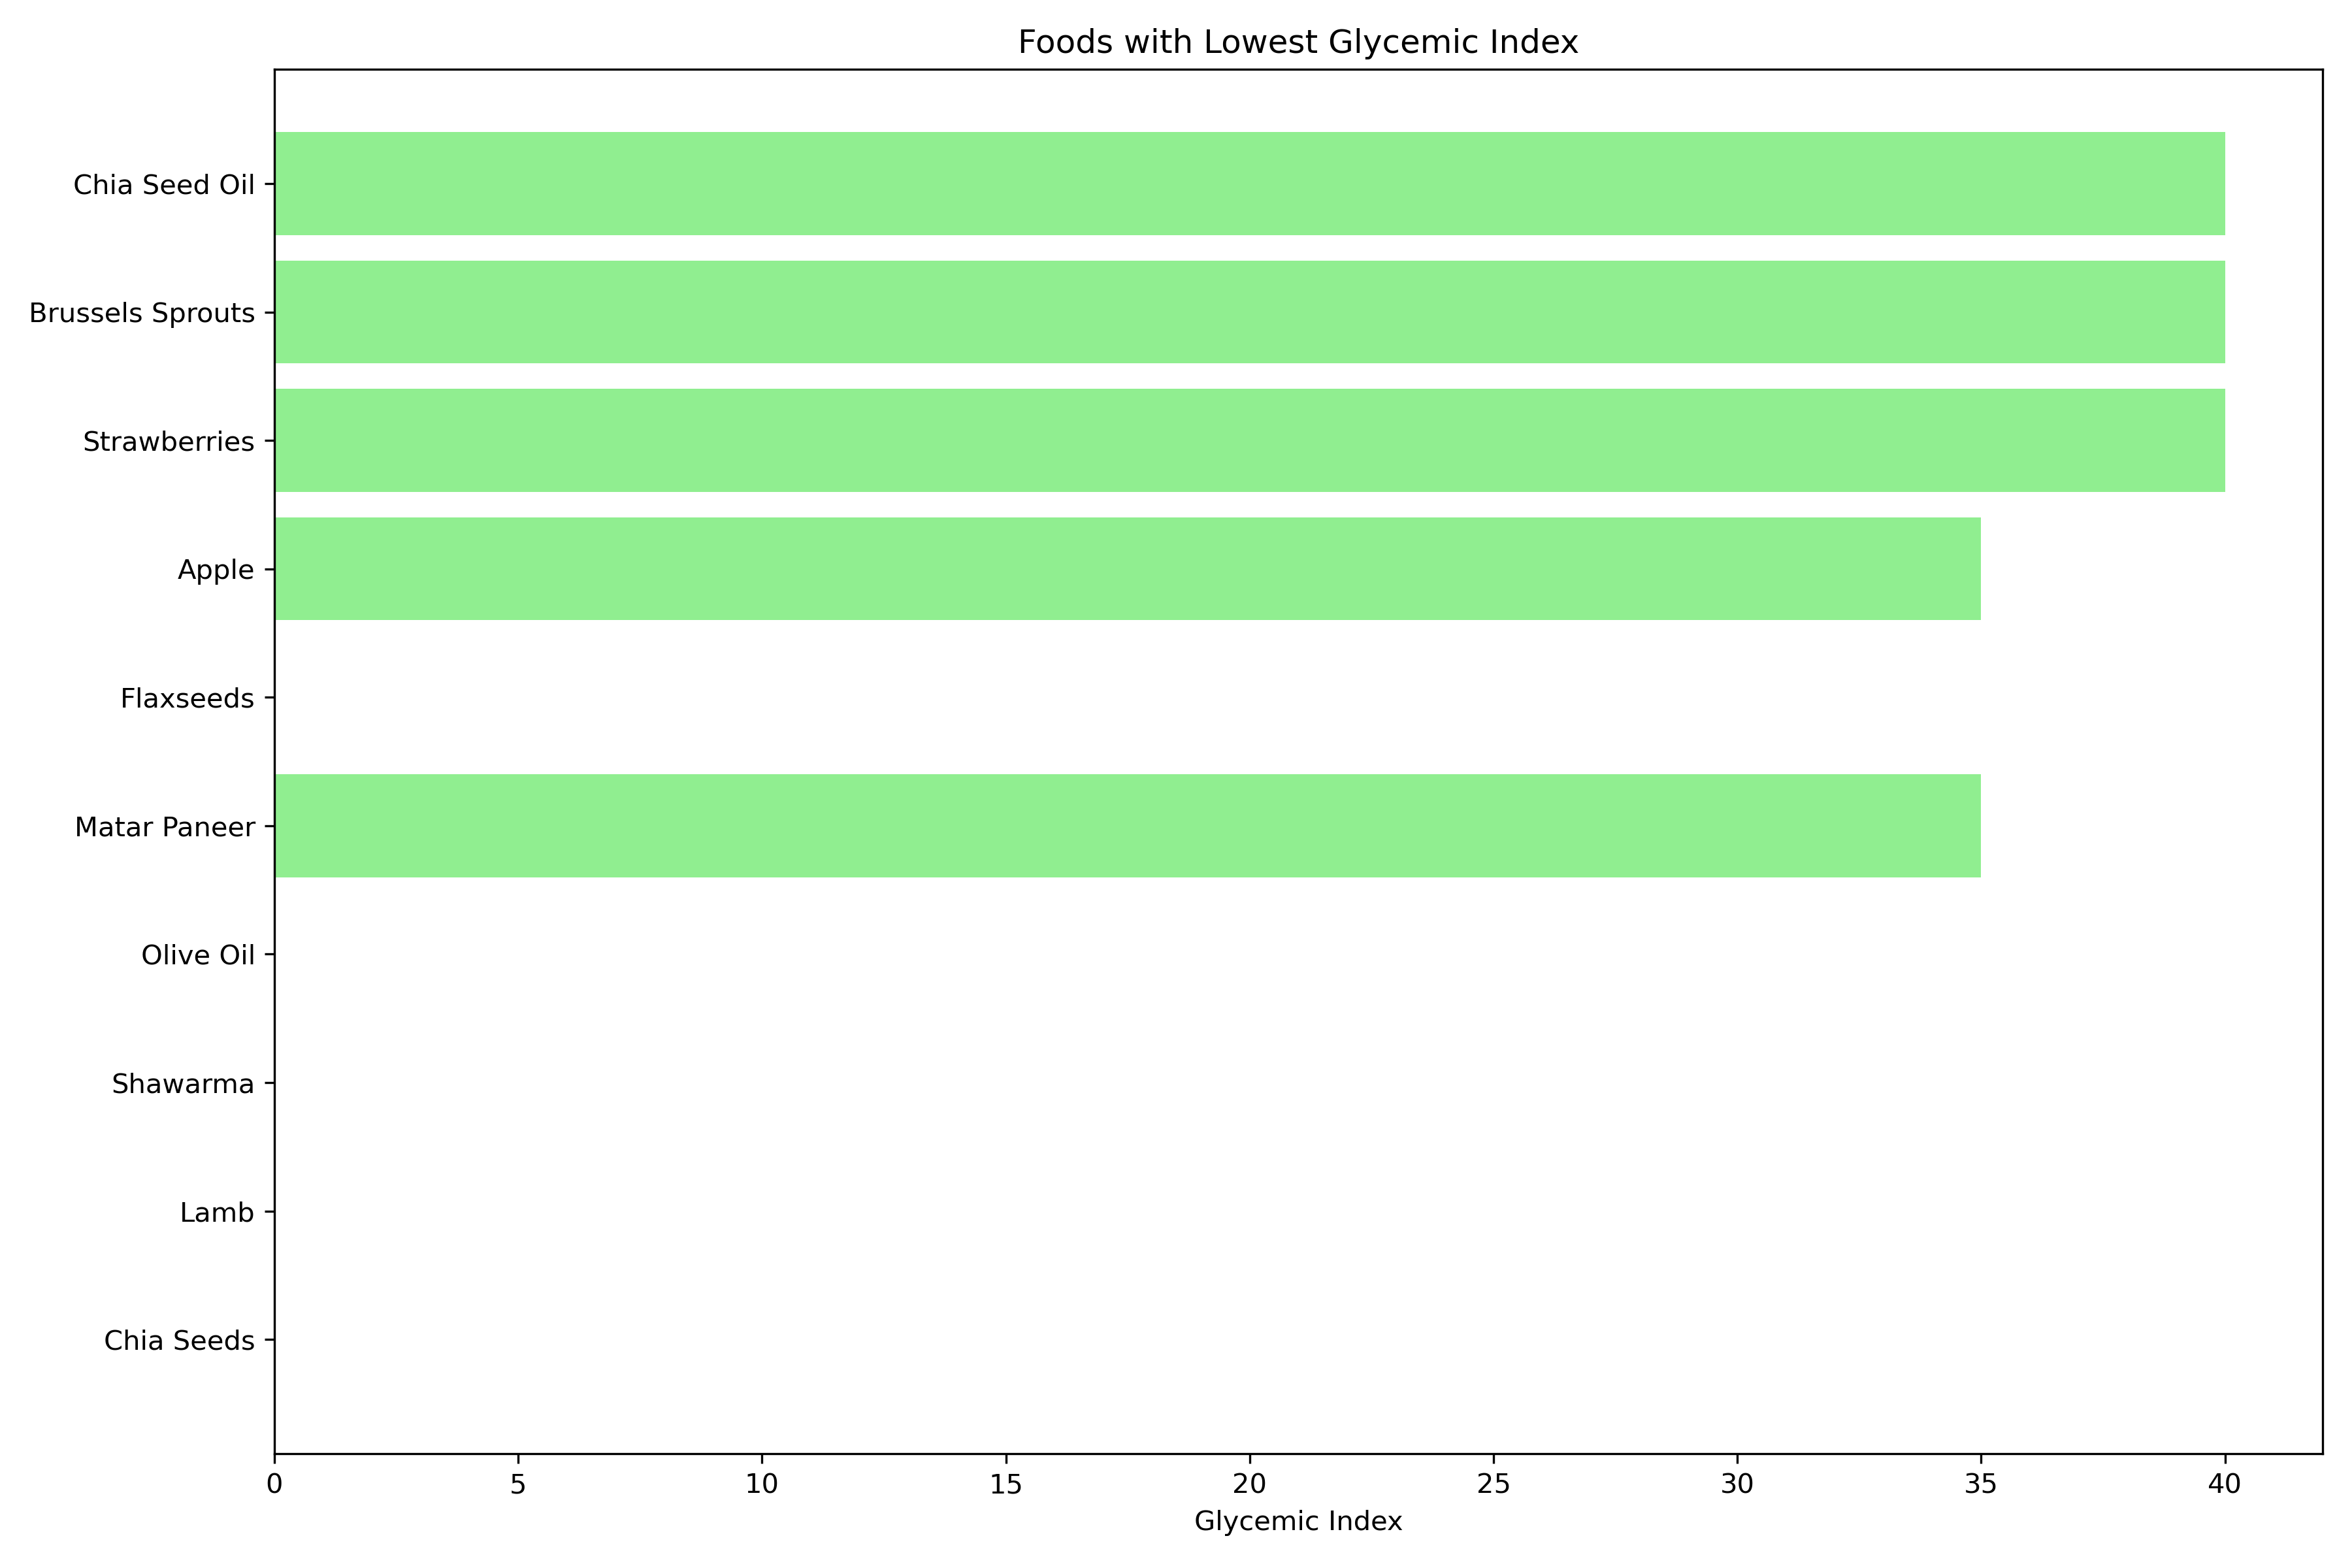 Foods with Lowest Glycemic Index
Chia Seed Oil
Brussels Sprouts
Strawberries
Apple
Flaxseeds
Matar Paneer
Olive Oil
Shawarma
Lamb
Chia Seeds
0 5 10 15 20 25 30 35 40
Glycemic Index